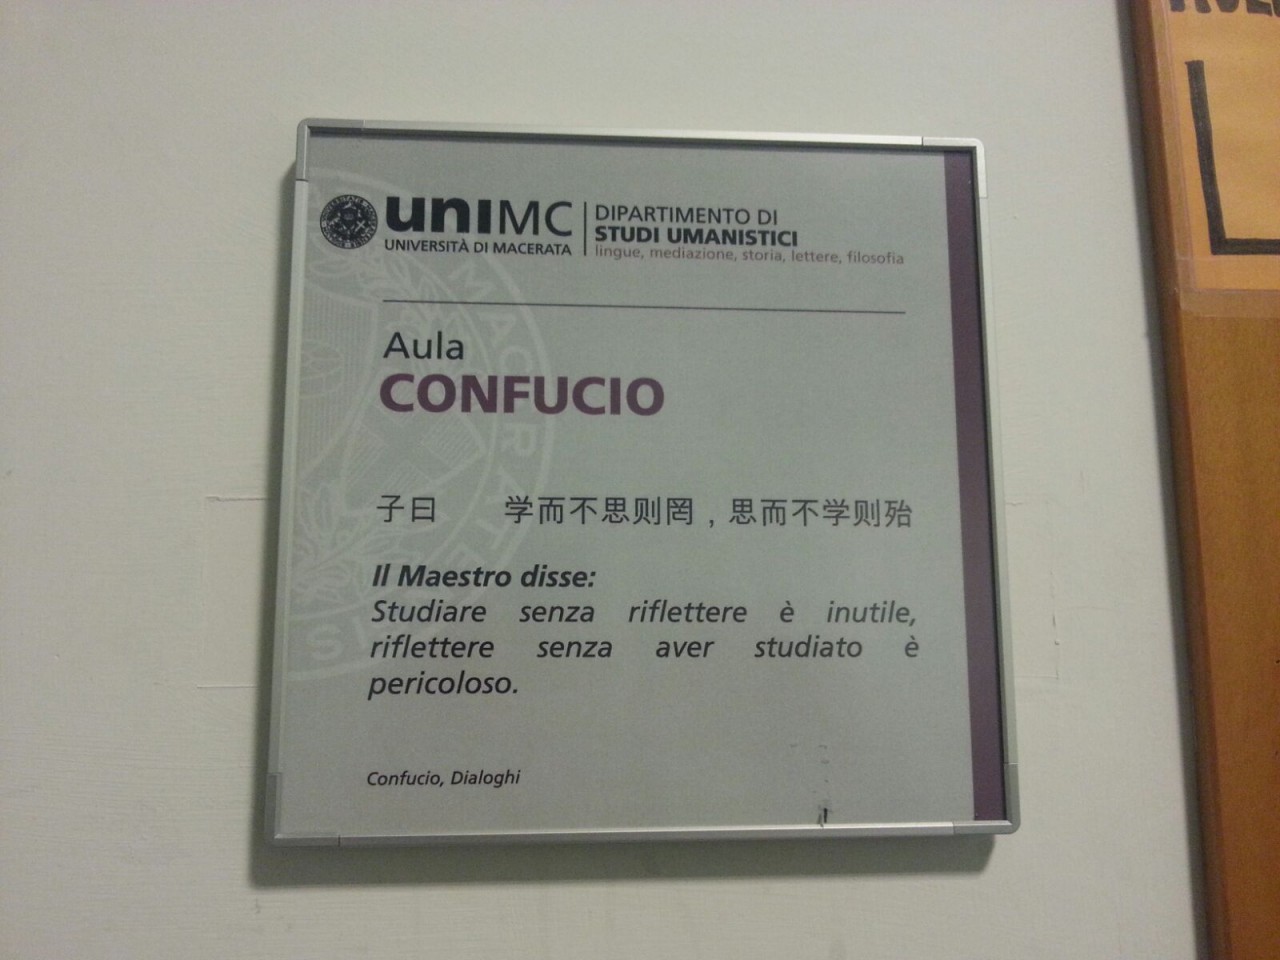 uniMC
UNIVERSITÀ DI MACERATA
DIPARTIMENTO DI
STUDI UMANISTICI
lingue, mediazione, storia, lettere, filosofia
Aula
CONFUCIO
子曰 学而不思则罔，思而不学则殆
Il Maestro disse:
Studiare senza riflettere è inutile,
riflettere senza aver studiato è
pericoloso.
Confucio, Dialoghi